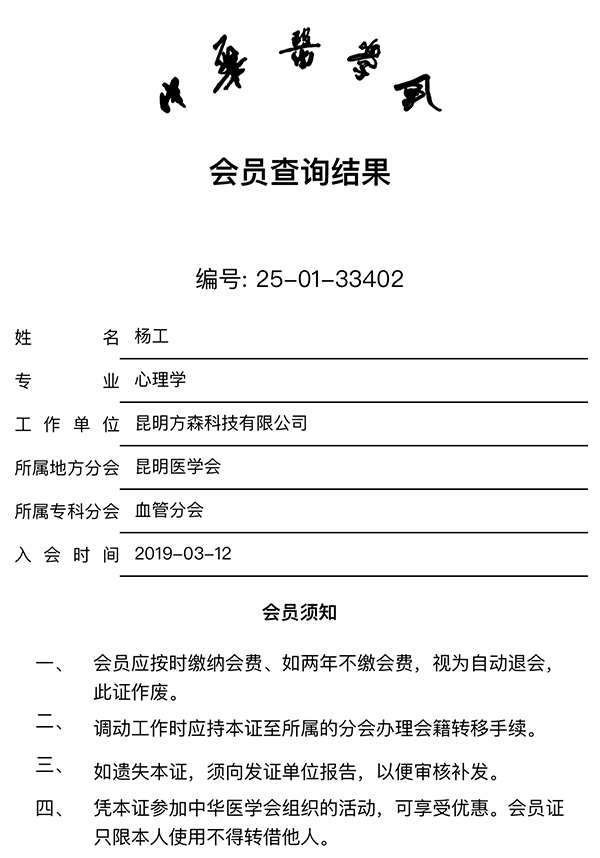 会员查询结果
编号: 25-01-33402
姓名 杨工
专业 心理学
工作单位 昆明方森科技有限公司
所属地方分会 昆明医学会
所属专科分会 血管分会
入会时间 2019-03-12
会员须知
一、 会员应按时缴纳会费、如两年不缴会费，视为自动退会，
此证作废。
二、 调动工作时应持本证至所属的分会办理会籍转移手续。
三、 如遗失本证，须向发证单位报告，以便审核补发。
四、 凭本证参加中华医学会组织的活动，可享受优惠。会员证
只限本人使用不得转借他人。